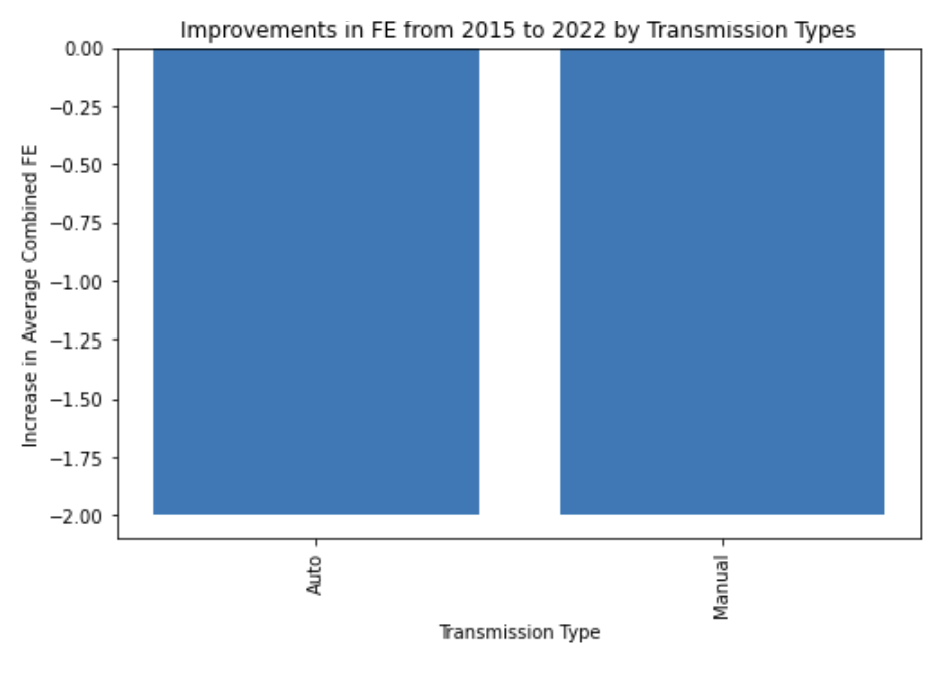 Improvements in FE from 2015 to 2022 by Transmission Types
Increase in Average Combined FE
0.00
−0.25
−0.50
−0.75
−1.00
−1.25
−1.50
−1.75
−2.00
Auto
Manual
Transmission Type